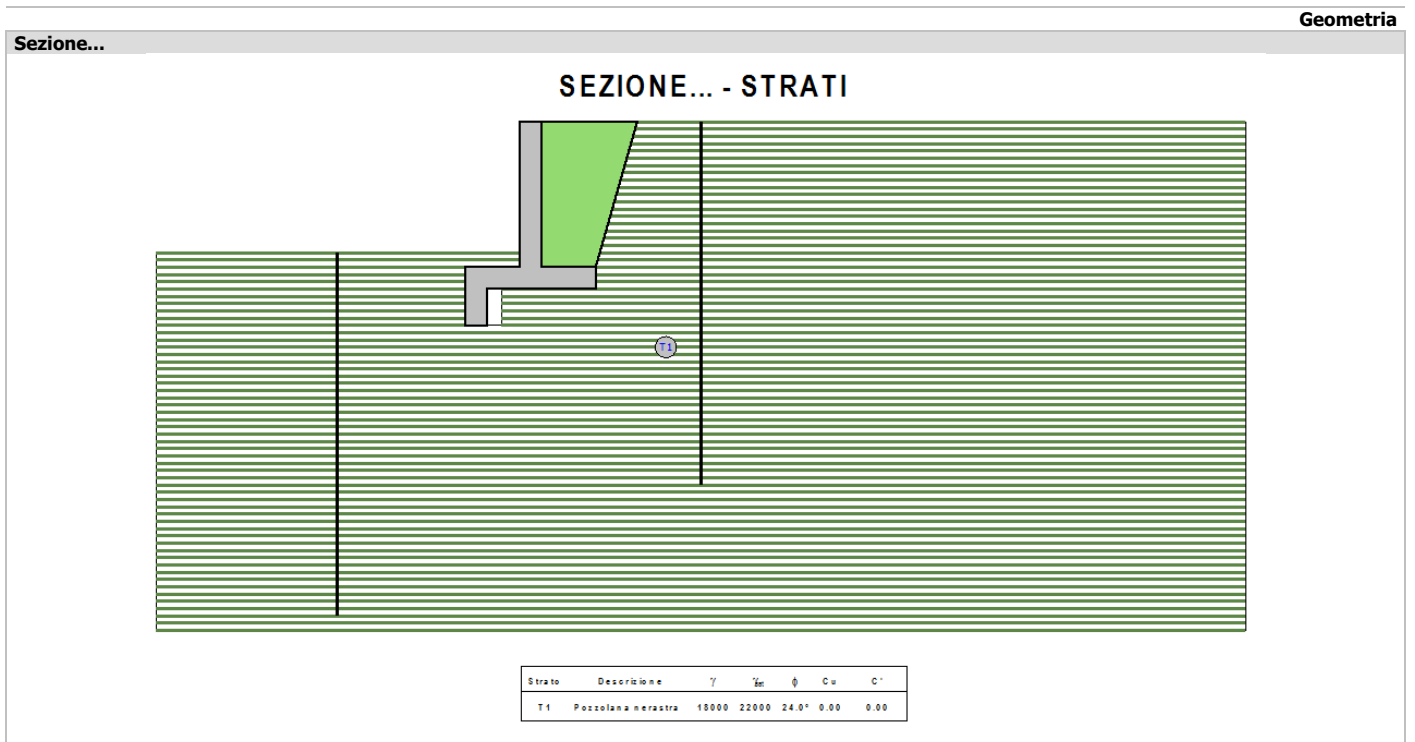 Geometria
Sezione...
SEZIONE... - STRATI
T1
Strato Descrizione γ γsat ϕ Cu C'
T1 Pozzolana nerastra 18000 22000 24.0° 0.00 0.00